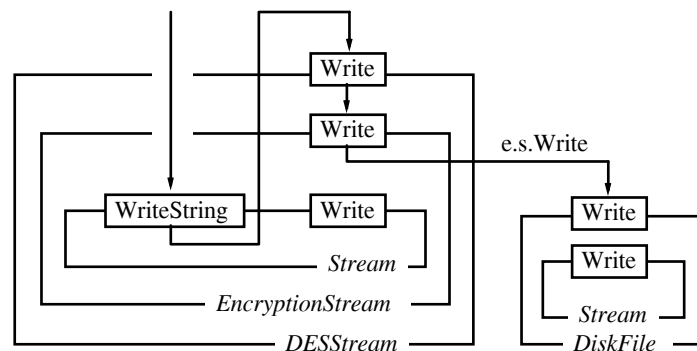 Write
Write
e.s.Write
WriteString
Write
Write
Write
Stream
EncryptionStream
Stream
DESStream
DiskFile